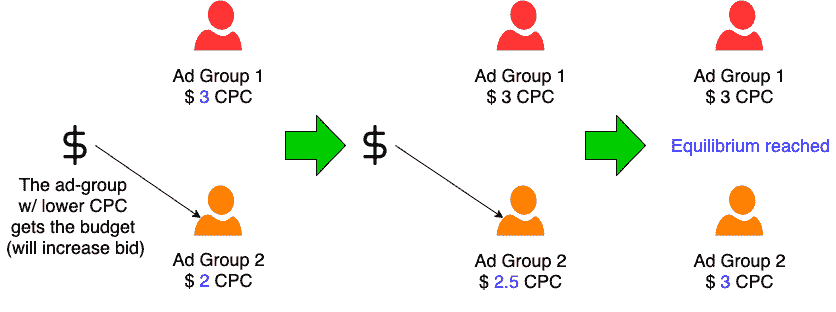 Ad Group 1
$ 3 CPC
$
The ad-group
w/ lower CPC
gets the budget
(will increase bid)
Ad Group 2
$ 2 CPC
Ad Group 1
$ 3 CPC
$
Ad Group 2
$ 2.5 CPC
Ad Group 1
$ 3 CPC
Equilibrium reached
Ad Group 2
$ 3 CPC